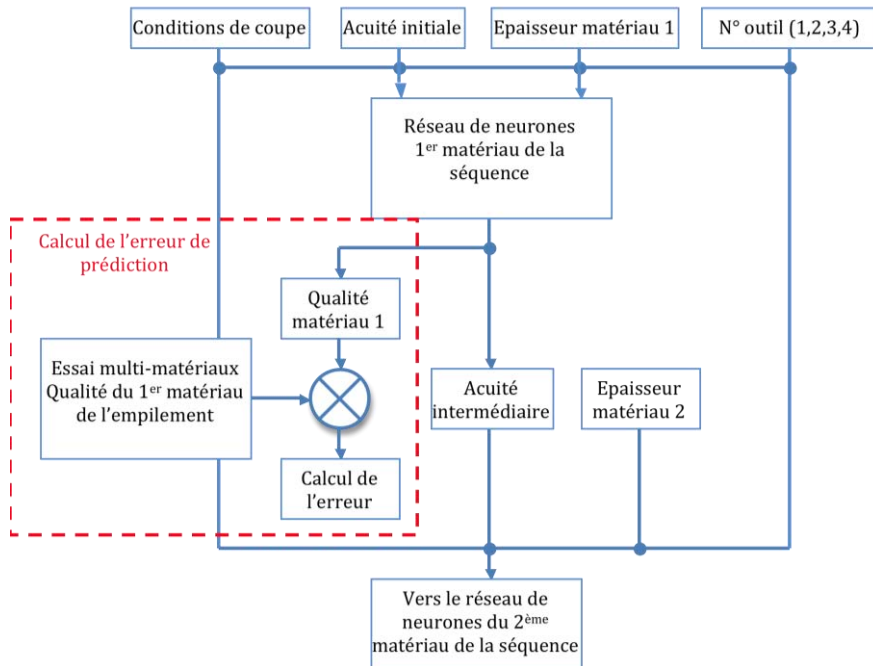 Conditions de coupe
Acuité initiale
Epaisseur matériau 1
N° outil (1,2,3,4)
Réseau de neurones
1er matériau de la
séquence
Calcul de l'erreur de
prédiction
Qualité
matériau 1
Essai multi-matériaux
Qualité du 1er matériau
de l'empilement
Acuité
intermédiaire
Epaisseur
matériau 2
Calcul de
l'erreur
Vers le réseau de
neurones du 2ème
matériau de la séquence